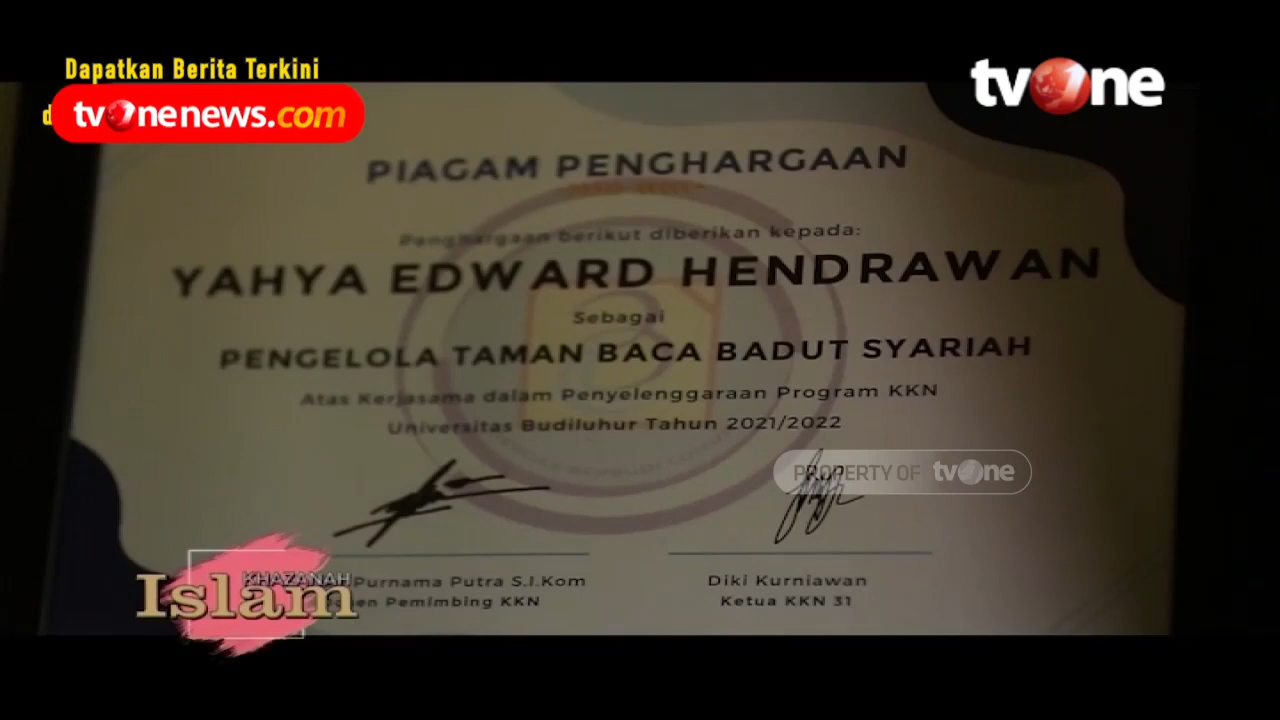 Dapatkan Berita Terkini
tvOne
tvOnenews.com
PIAGAM PENGHARGAAN
Penghargaan berikut diberikan kepada:
YAHYA EDWARD HENDRAWAN
Sebagai
PENGELOLA TAMAN BACA BADUT SYARIAH
Atas Kerjasama dalam Penyelenggaraan Program KKN
Universitas Budiluhur Tahun 2021/2022
PROPERTY OF tvOne
Purnama Putra S.I.Kom
Diki Kurniawan
Pemimbing KKN
Ketua KKN 31
KHAZANAH
Islam